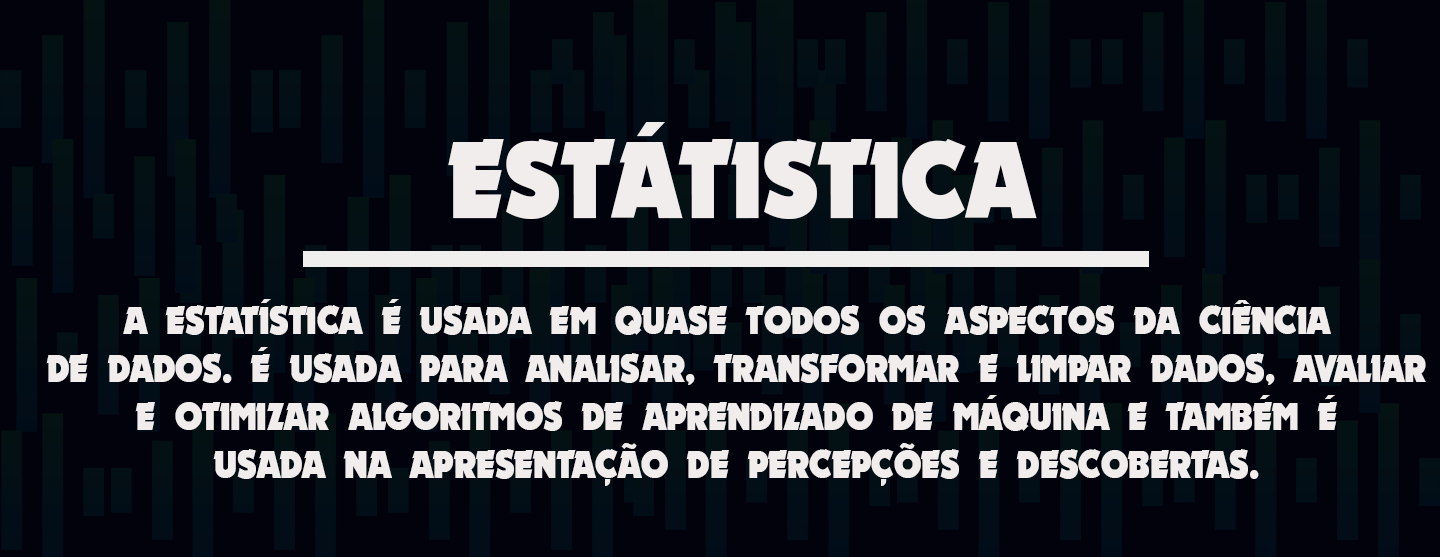 ESTÁTISTICA
A ESTATÍSTICA É USADA EM QUASE TODOS OS ASPECTOS DA CIÊNCIA
DE DADOS. É USADA PARA ANALISAR, TRANSFORMAR E LIMPAR DADOS, AVALIAR
E OTIMIZAR ALGORITMOS DE APRENDIZADO DE MÁQUINA E TAMBÉM É
USADA NA APRESENTAÇÃO DE PERCEPÇÕES E DESCOBERTAS.